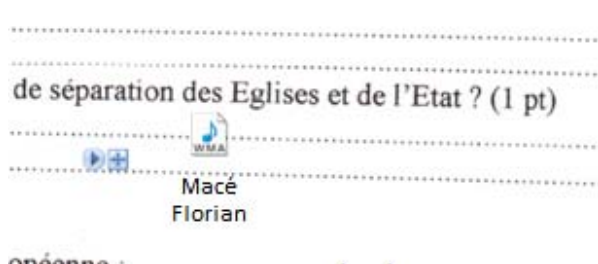 de séparation des Eglises et de l'Etat ? (1 pt)
WMA
Macé
Florian